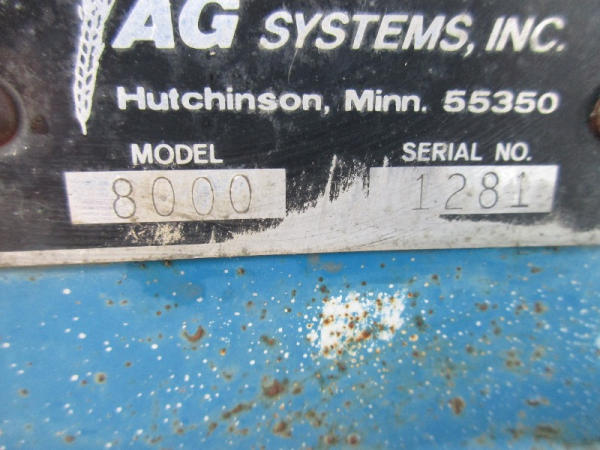 AG SYSTEMS, INC.
Hutchinson, Minn. 55350
MODEL SERIAL NO.
8000 1281